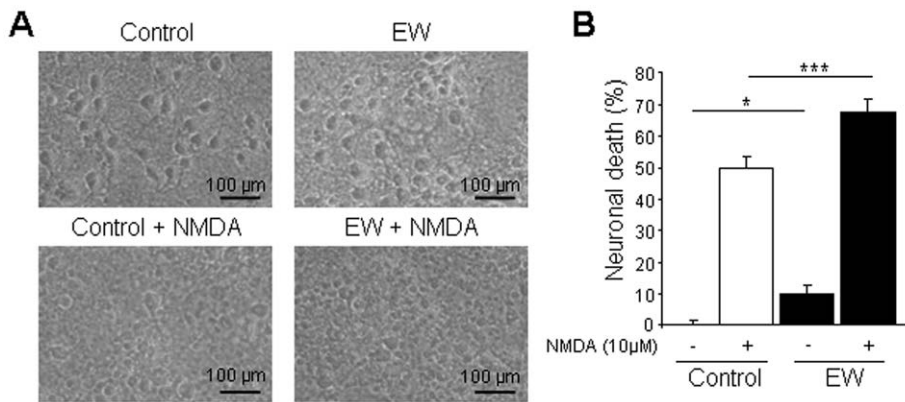 A
Control
EW
100 µm
100 µm
Control + NMDA
EW + NMDA
100 µm
100 µm
B
Neuronal death (%)
80
70
60
50
40
30
20
10
0
*
***
NMDA (10µM)
- + - +
Control
EW